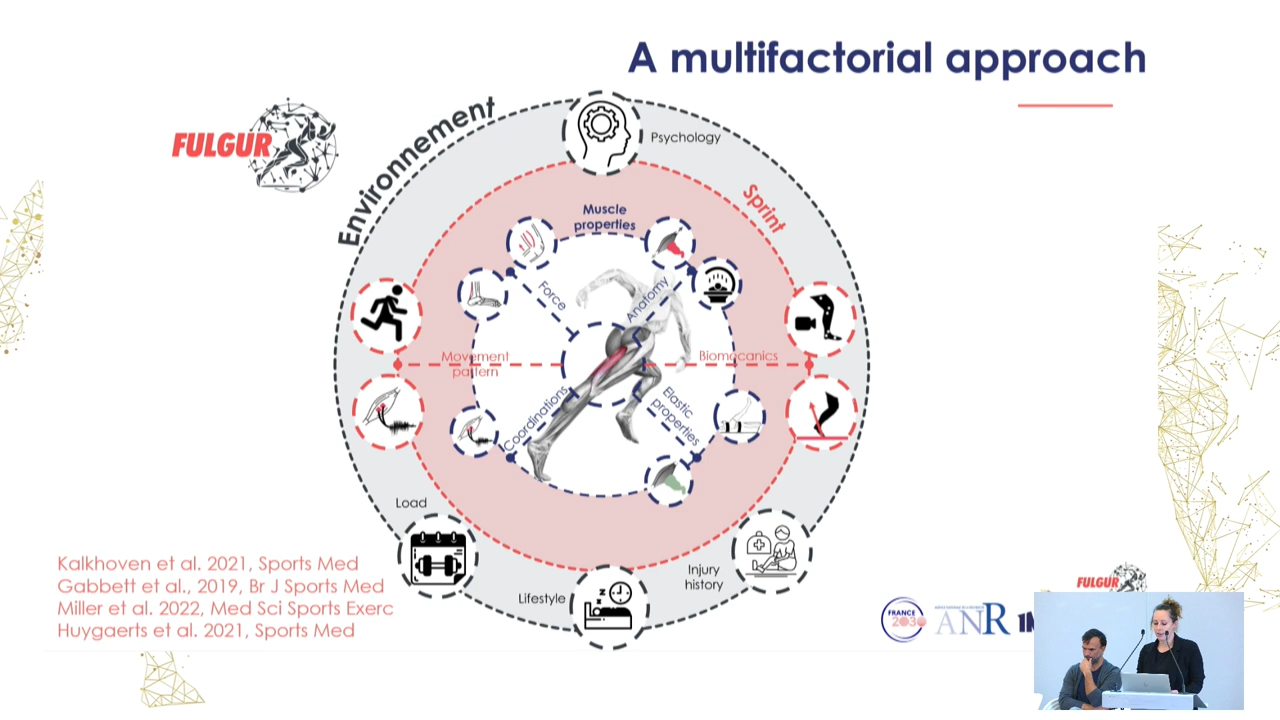 A multifactorial approach
FULGUR
Environnement
Psychology
Sprint
Muscle
properties
Force
Anatomy
Movement
pattern
Biomecanics
Coordinations
Elastic
properties
Load
Injury
history
Lifestyle
Kalkhoven et al. 2021, Sports Med
Gabbett et al., 2019, Br J Sports Med
Miller et al. 2022, Med Sci Sports Exerc
Huygaerts et al. 2021, Sports Med
FULGUR
FRANCE
2030
ANR